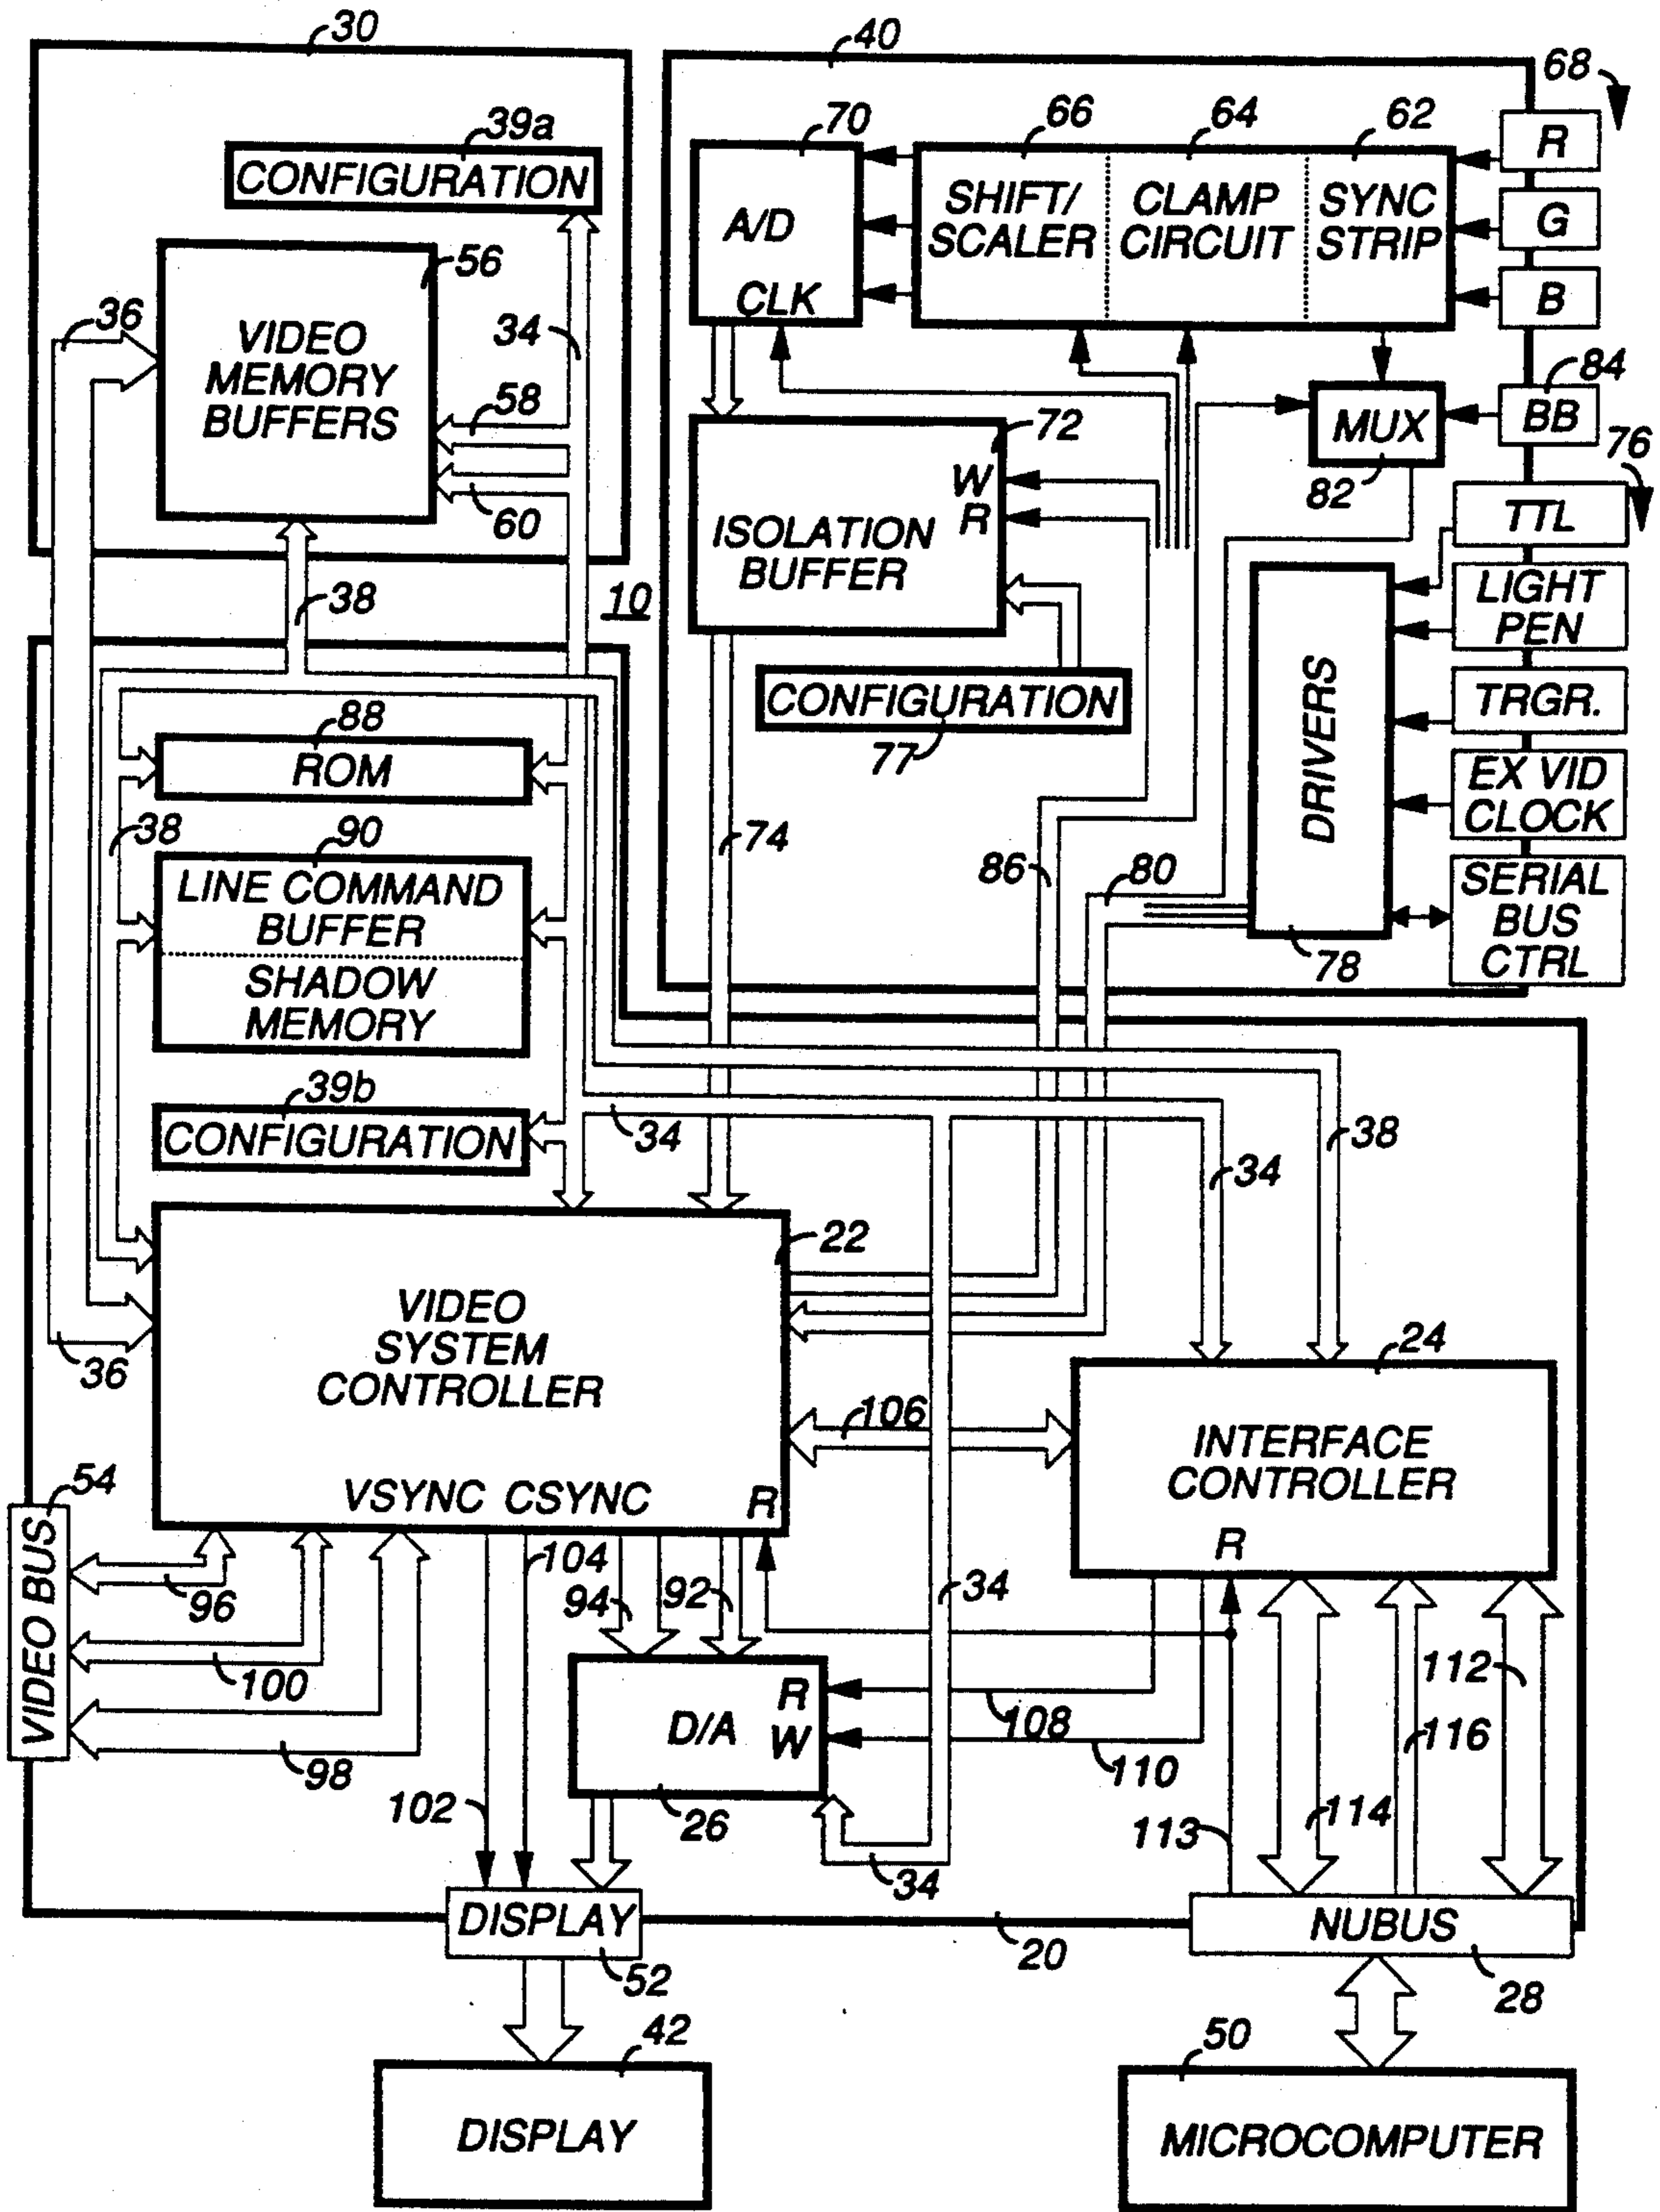 30
40
68
39a
CONFIGURATION
70
66
64
62
R
G
B
A/D
CLK
SHIFT/
SCALER
CLAMP
CIRCUIT
SYNC
STRIP
56
VIDEO
MEMORY
BUFFERS
36
34
58
60
84
BB
MUX
82
76
72
W
R
ISOLATION
BUFFER
TTL
LIGHT
PEN
TRGR.
EX VID
CLOCK
SERIAL
BUS
CTRL
DRIVERS
78
38
10
CONFIGURATION
77
88
ROM
38
90
LINE COMMAND
BUFFER
SHADOW
MEMORY
74
86
80
39b
CONFIGURATION
34
34
38
22
VIDEO
SYSTEM
CONTROLLER
VSYNC CSYNC
R
36
24
INTERFACE
CONTROLLER
R
106
54
VIDEO BUS
96
100
98
104
94
92
34
102
R
D/A
W
26
108
110
34
113
114
116
112
DISPLAY
52
20
NUBUS
28
42
DISPLAY
50
MICROCOMPUTER